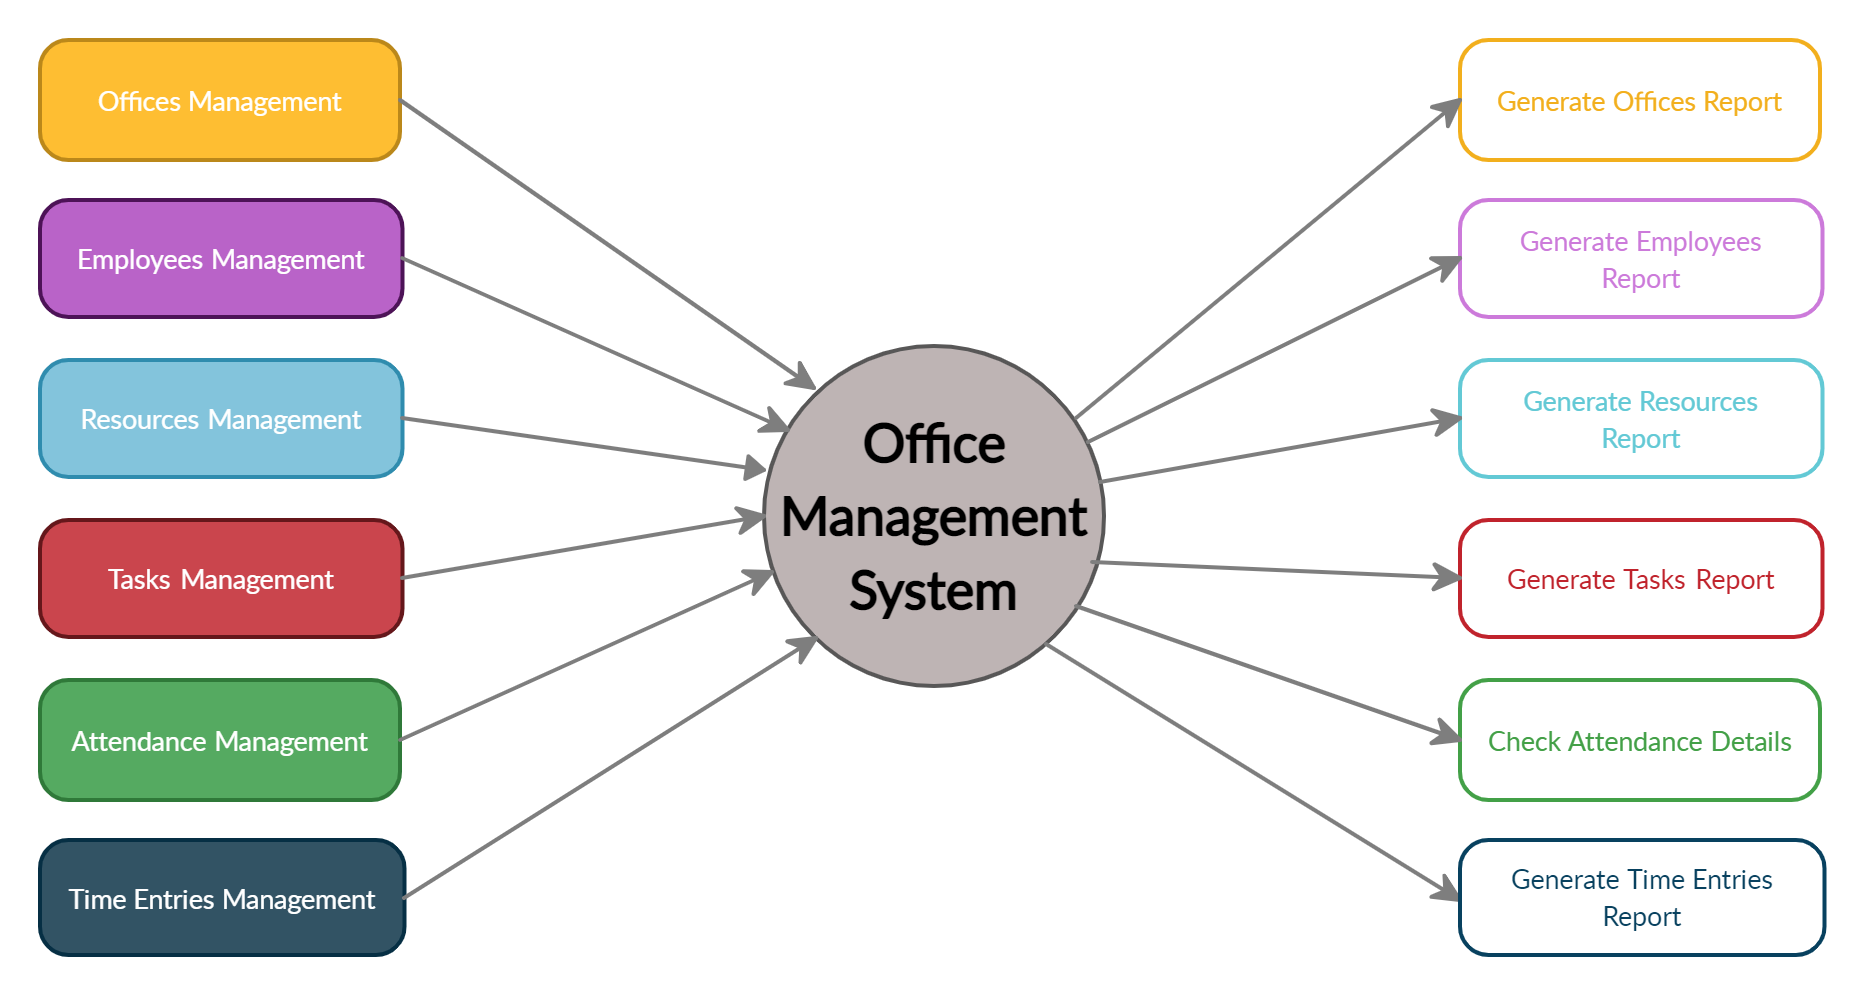 Offices Management
Employees Management
Resources Management
Tasks Management
Attendance Management
Time Entries Management
Office
Management
System
Generate Offices Report
Generate Employees
Report
Generate Resources
Report
Generate Tasks Report
Check Attendance Details
Generate Time Entries
Report